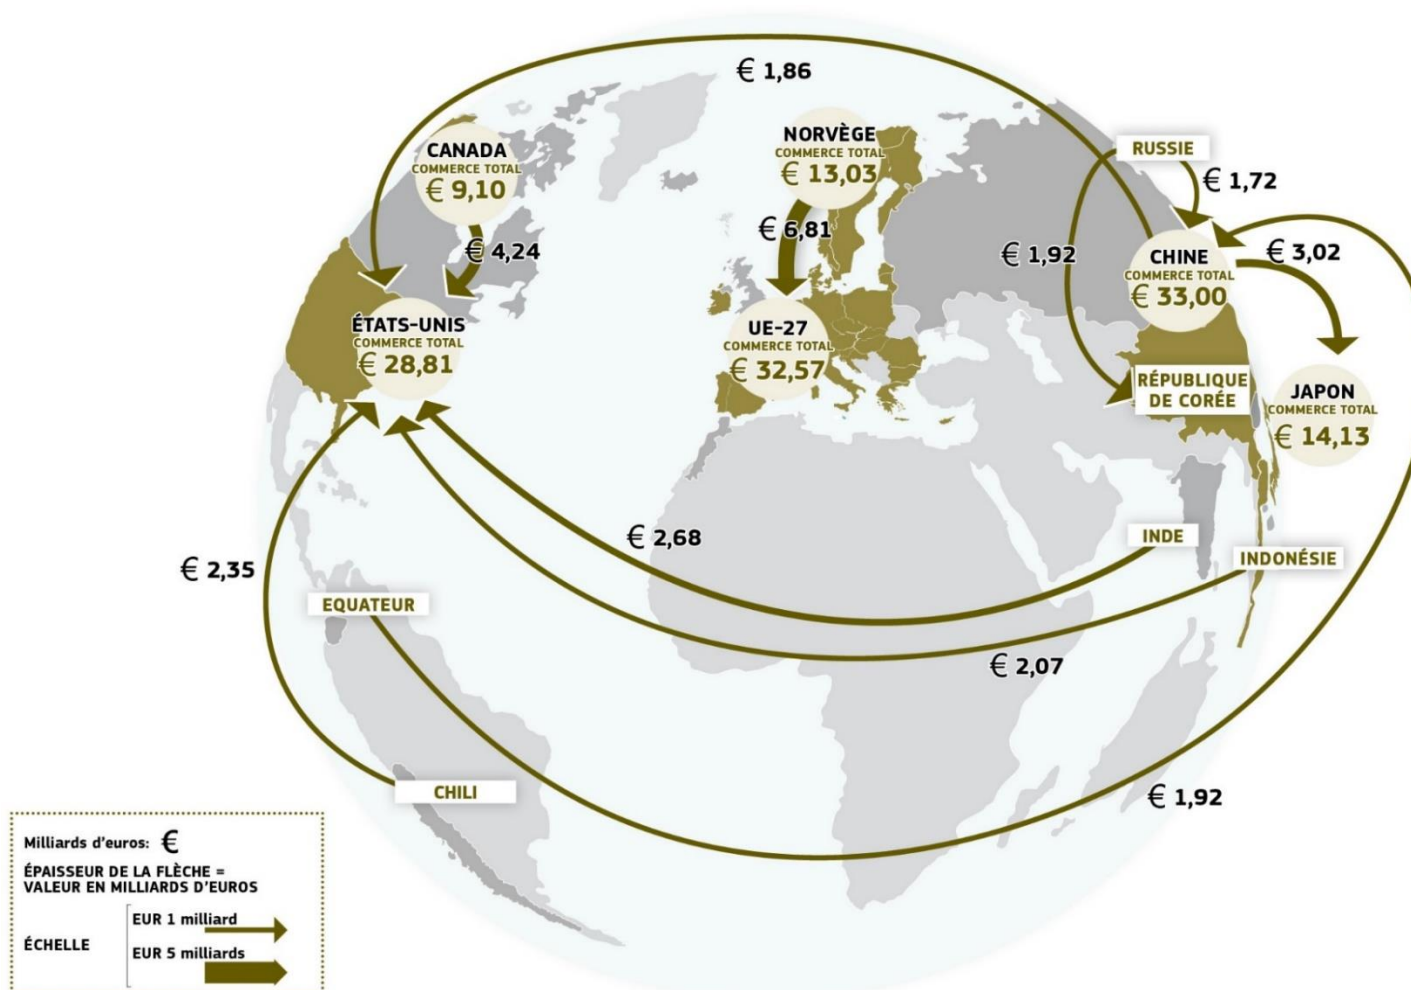 € 1,86
CANADA
COMMERCE TOTAL
€ 9,10
NORVÈGE
COMMERCE TOTAL
€ 13,03
RUSSIE
€ 1,72
€ 4,24
€ 6,81
€ 1,92
CHINE
COMMERCE TOTAL
€ 33,00
€ 3,02
ÉTATS-UNIS
COMMERCE TOTAL
€ 28,81
UE-27
COMMERCE TOTAL
€ 32,57
RÉPUBLIQUE
DE CORÉE
JAPON
COMMERCE TOTAL
€ 14,13
€ 2,68
INDE
INDONÉSIE
€ 2,35
EQUATEUR
€ 2,07
CHILI
€ 1,92
Milliards d'euros: €
ÉPAISSEUR DE LA FLÈCHE =
VALEUR EN MILLIARDS D'EUROS
ÉCHELLE
EUR 1 milliard
EUR 5 milliards